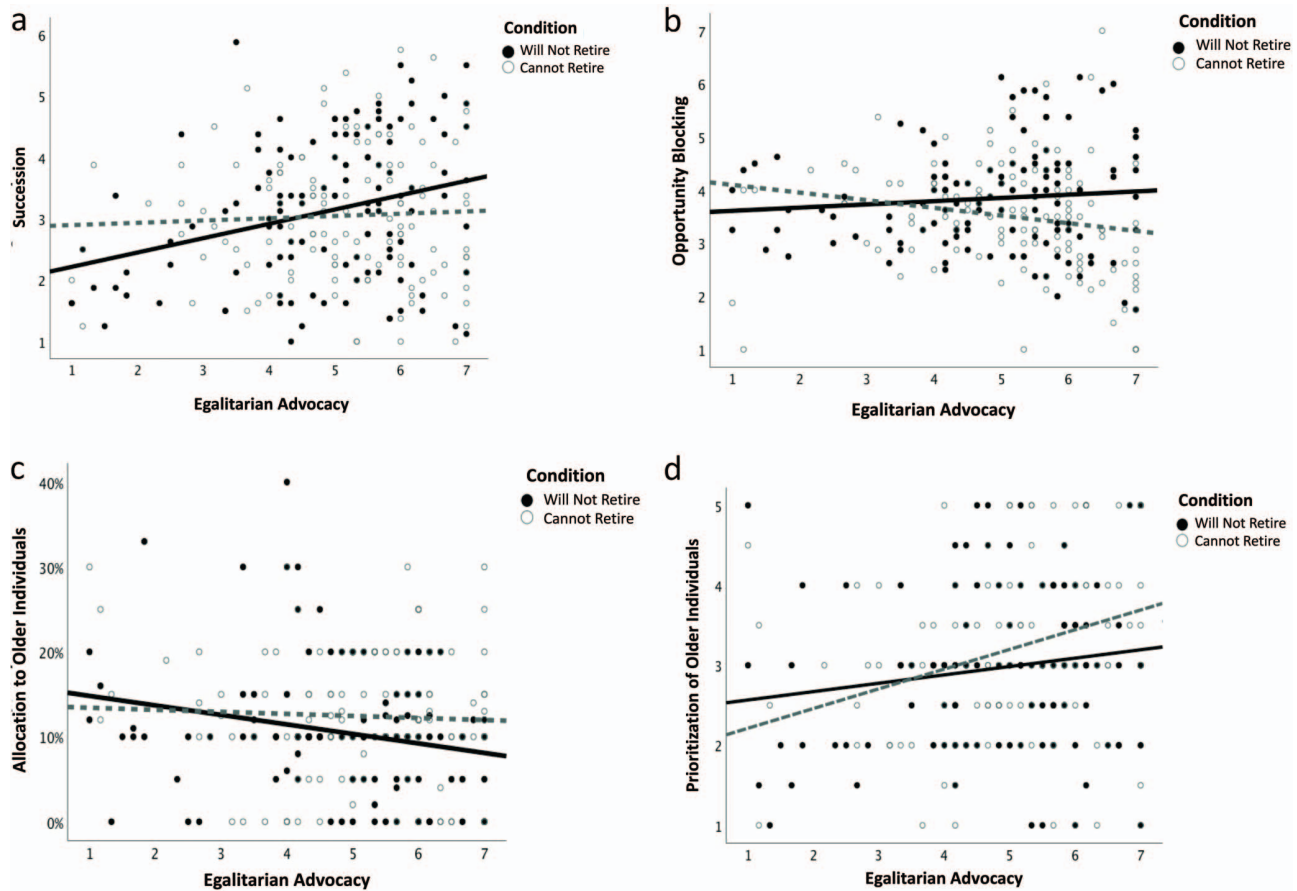 a
Condition
Will Not Retire
Cannot Retire
Succession
6
5
4
3
2
1
1 2 3 4 5 6 7
Egalitarian Advocacy
b
Condition
Will Not Retire
Cannot Retire
Opportunity Blocking
7
6
5
4
3
2
1
1 2 3 4 5 6 7
Egalitarian Advocacy
c
Condition
Will Not Retire
Cannot Retire
Allocation to Older Individuals
40%
30%
20%
10%
0%
1 2 3 4 5 6 7
Egalitarian Advocacy
d
Condition
Will Not Retire
Cannot Retire
Prioritization of Older Individuals
5
4
3
2
1
1 2 3 4 5 6 7
Egalitarian Advocacy